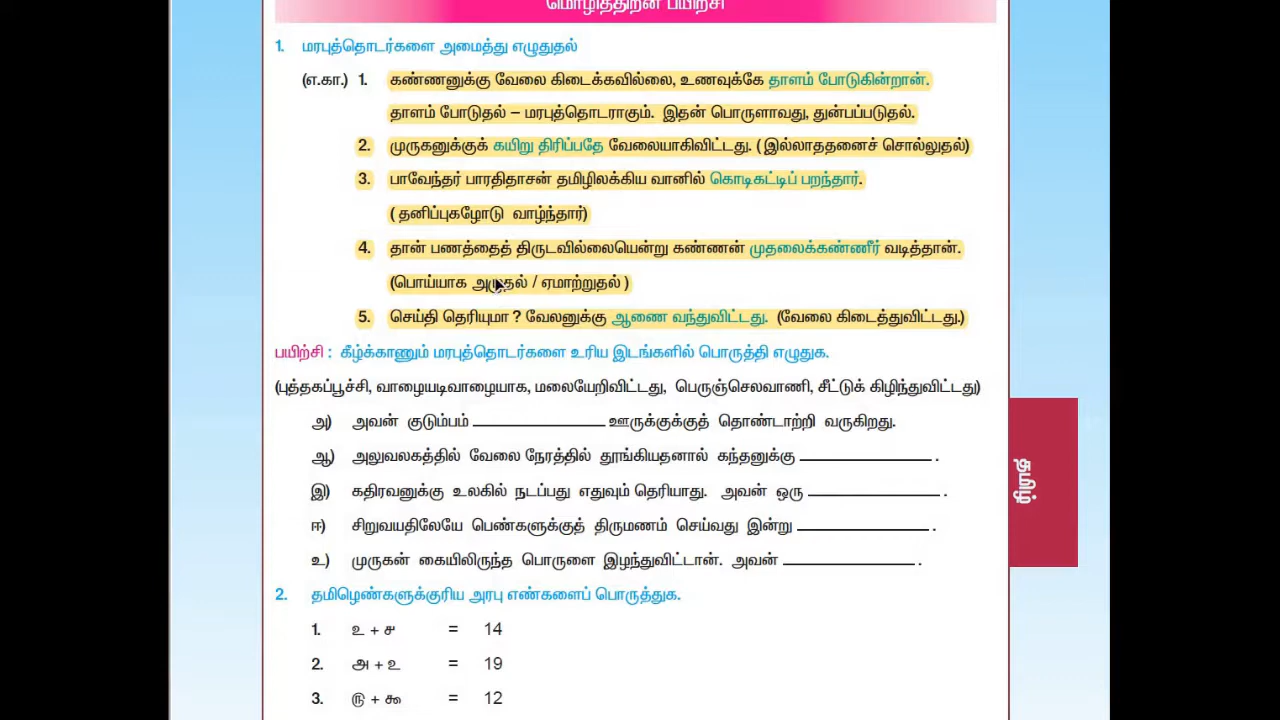 மொழித்திறன் பயிற்சி
1. மரபுத்தொடர்களை அமைத்து எழுதுதல்
(எ.கா.) 1. கண்ணனுக்கு வேலை கிடைக்கவில்லை, உணவுக்கே தாளம் போடுகின்றான்.
தாளம் போடுதல் – மரபுத்தொடராகும். இதன் பொருளாவது, துன்பப்படுதல்.
2. முருகனுக்குக் கயிறு திரிப்பதே வேலையாகிவிட்டது. ( இல்லாததனைச் சொல்லுதல்)
3. பாவேந்தர் பாரதிதாசன் தமிழிலக்கிய வானில் கொடிகட்டிப் பறந்தார்.
( தனிப்புகழோடு வாழ்ந்தார்)
4. தான் பணத்தைத் திருடவில்லையென்று கண்ணன் முதலைக்கண்ணீர் வடித்தான்.
(பொய்யாக அழுதல் / ஏமாற்றுதல் )
5. செய்தி தெரியுமா ? வேலனுக்கு ஆணை வந்துவிட்டது. (வேலை கிடைத்துவிட்டது.)
பயிற்சி : கீழ்க்காணும் மரபுத்தொடர்களை உரிய இடங்களில் பொருத்தி எழுதுக.
(புத்தகப்பூச்சி, வாழையடிவாழையாக, மலையேறிவிட்டது, பெருஞ்செலவாணி, சீட்டுக் கிழிந்துவிட்டது)
அ) அவன் குடும்பம் ____________ ஊருக்குக்குத் தொண்டாற்றி வருகிறது.
ஆ) அலுவலகத்தில் வேலை நேரத்தில் தூங்கியதனால் கந்தனுக்கு ____________ .
இ) கதிரவனுக்கு உலகில் நடப்பது எதுவும் தெரியாது. அவன் ஒரு ____________ .
ஈ) சிறுவயதிலேயே பெண்களுக்குத் திருமணம் செய்வது இன்று ____________ .
உ) முருகன் கையிலிருந்த பொருளை இழந்துவிட்டான். அவன் ____________ .
2. தமிழெண்களுக்குரிய அரபு எண்களைப் பொருத்துக.
1. உ + ச = 14
2. அ + உ = 19
3. ரு + கூ = 12
தமிழ்